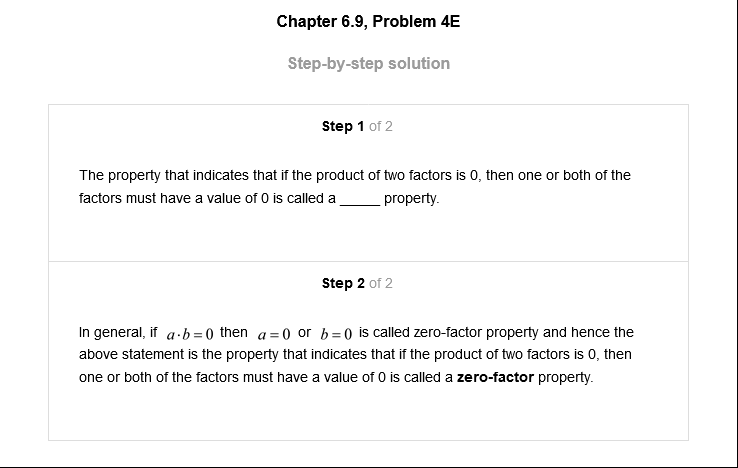 Chapter 6.9, Problem 4E
Step-by-step solution
Step 1 of 2
The property that indicates that if the product of two factors is 0, then one or both of the
factors must have a value of 0 is called a _____ property.
Step 2 of 2
In general, if a·b=0 then a=0 or b=0 is called zero-factor property and hence the
above statement is the property that indicates that if the product of two factors is 0, then
one or both of the factors must have a value of 0 is called a zero-factor property.